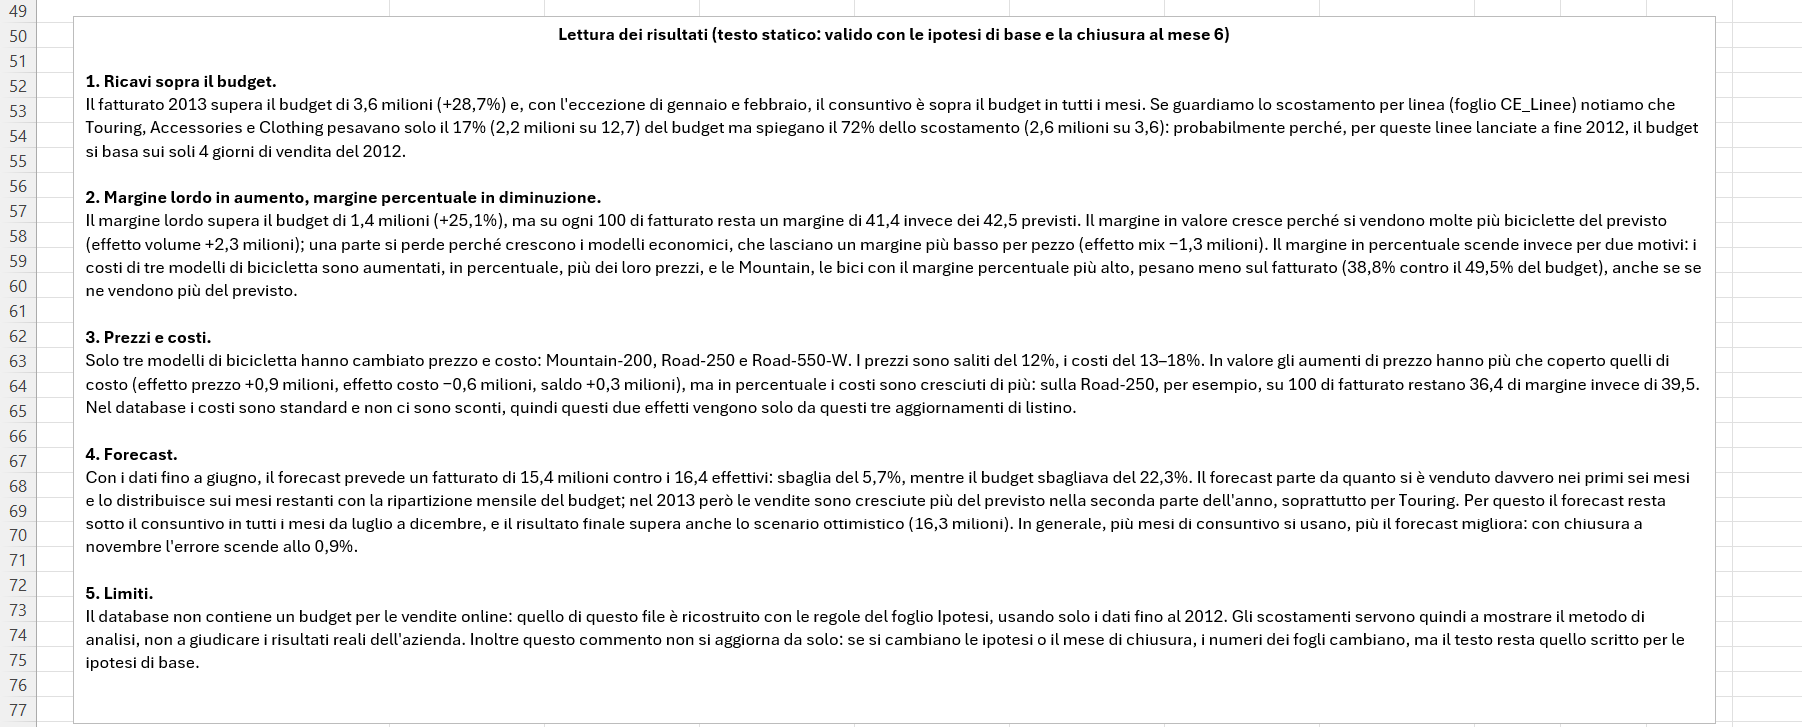 49
50
51
52
53
54
55
56
57
58
59
60
61
62
63
64
65
66
67
68
69
70
71
72
73
74
75
76
77
Lettura dei risultati (testo statico: valido con le ipotesi di base e la chiusura al mese 6)
1. Ricavi sopra il budget.
Il fatturato 2013 supera il budget di 3,6 milioni (+28,7%) e, con l'eccezione di gennaio e febbraio, il consuntivo è sopra il budget in tutti i mesi. Se guardiamo lo scostamento per linea (foglio CE_Linee) notiamo che
Touring, Accessories e Clothing pesavano solo il 17% (2,2 milioni su 12,7) del budget ma spiegano il 72% dello scostamento (2,6 milioni su 3,6): probabilmente perché, per queste linee lanciate a fine 2012, il budget
si basa sui soli 4 giorni di vendita del 2012.
2. Margine lordo in aumento, margine percentuale in diminuzione.
Il margine lordo supera il budget di 1,4 milioni (+25,1%), ma su ogni 100 di fatturato resta un margine di 41,4 invece dei 42,5 previsti. Il margine in valore cresce perché si vendono molte più biciclette del previsto
(effetto volume +2,3 milioni); una parte si perde perché crescono i modelli economici, che lasciano un margine più basso per pezzo (effetto mix −1,3 milioni). Il margine in percentuale scende invece per due motivi: i
costi di tre modelli di bicicletta sono aumentati, in percentuale, più dei loro prezzi, e le Mountain, le bici con il margine percentuale più alto, pesano meno sul fatturato (38,8% contro il 49,5% del budget), anche se se
ne vendono più del previsto.
3. Prezzi e costi.
Solo tre modelli di bicicletta hanno cambiato prezzo e costo: Mountain-200, Road-250 e Road-550-W. I prezzi sono saliti del 12%, i costi del 13–18%. In valore gli aumenti di prezzo hanno più che coperto quelli di
costo (effetto prezzo +0,9 milioni, effetto costo −0,6 milioni, saldo +0,3 milioni), ma in percentuale i costi sono cresciuti di più: sulla Road-250, per esempio, su 100 di fatturato restano 36,4 di margine invece di 39,5.
Nel database i costi sono standard e non ci sono sconti, quindi questi due effetti vengono solo da questi tre aggiornamenti di listino.
4. Forecast.
Con i dati fino a giugno, il forecast prevede un fatturato di 15,4 milioni contro i 16,4 effettivi: sbaglia del 5,7%, mentre il budget sbagliava del 22,3%. Il forecast parte da quanto si è venduto davvero nei primi sei mesi
e lo distribuisce sui mesi restanti con la ripartizione mensile del budget; nel 2013 però le vendite sono cresciute più del previsto nella seconda parte dell'anno, soprattutto per Touring. Per questo il forecast resta
sotto il consuntivo in tutti i mesi da luglio a dicembre, e il risultato finale supera anche lo scenario ottimistico (16,3 milioni). In generale, più mesi di consuntivo si usano, più il forecast migliora: con chiusura a
novembre l'errore scende allo 0,9%.
5. Limiti.
Il database non contiene un budget per le vendite online: quello di questo file è ricostruito con le regole del foglio Ipotesi, usando solo i dati fino al 2012. Gli scostamenti servono quindi a mostrare il metodo di
analisi, non a giudicare i risultati reali dell'azienda. Inoltre questo commento non si aggiorna da solo: se si cambiano le ipotesi o il mese di chiusura, i numeri dei fogli cambiano, ma il testo resta quello scritto per le
ipotesi di base.